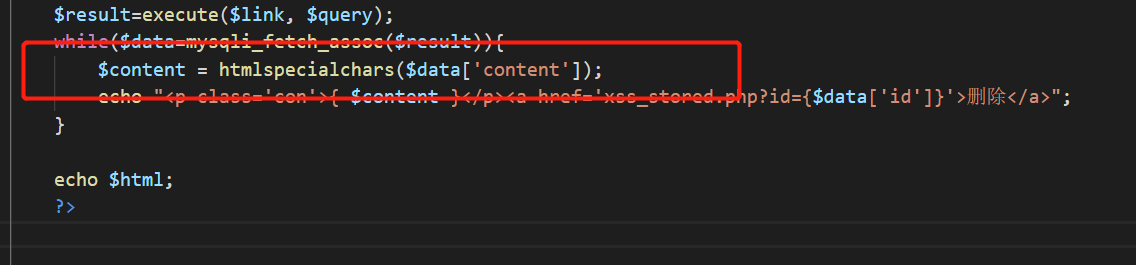 $result=execute($link, $query);
while($data=mysqli_fetch_assoc($result)){
$content = htmlspecialchars($data['content']);
echo "<p class='con'>{ $content }</p><a href='xss_stored.php?id={$data['id']}'>删除</a>";
}
echo $html;
?>